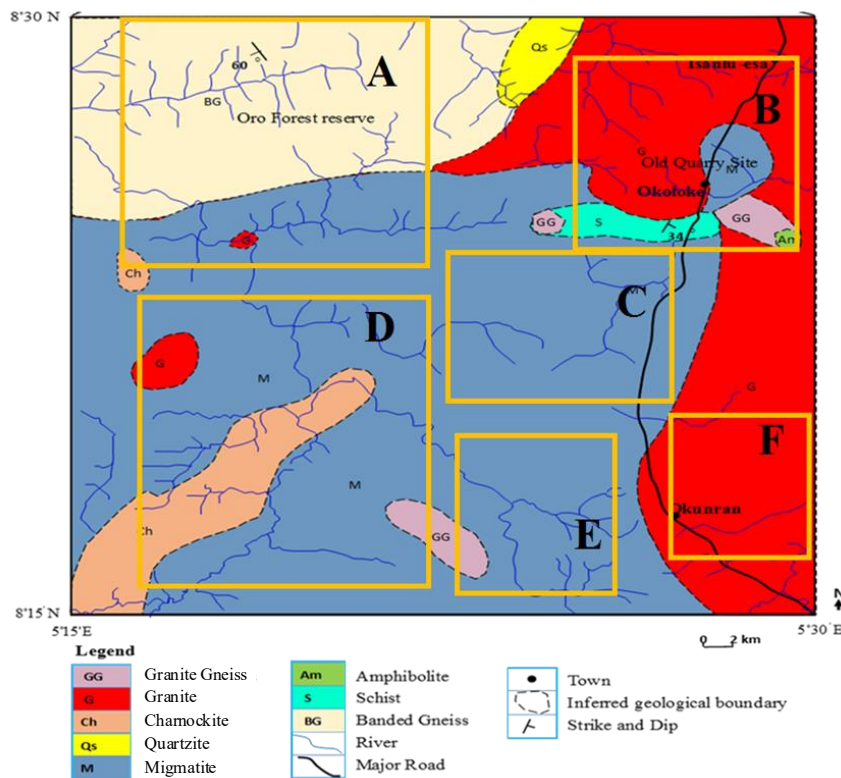 8°30'N
A
Qs
Isanlu -esa
60
BG
Oro Forest reserve
B
G
Old Quarry Site
M
Okoloke
GG
S
34
GG
Am
G
Ch
M
C
D
G
M
G
M
F
Ch
GG
E
Okunran
8°15'N
5°15'E
5°30'E
N
0 2 km
Legend
GG Granite Gneiss
G Granite
Ch Charnockite
Qs Quartzite
M Migmatite
Am Amphibolite
S Schist
BG Banded Gneiss
River
Major Road
Town
Inferred geological boundary
Strike and Dip